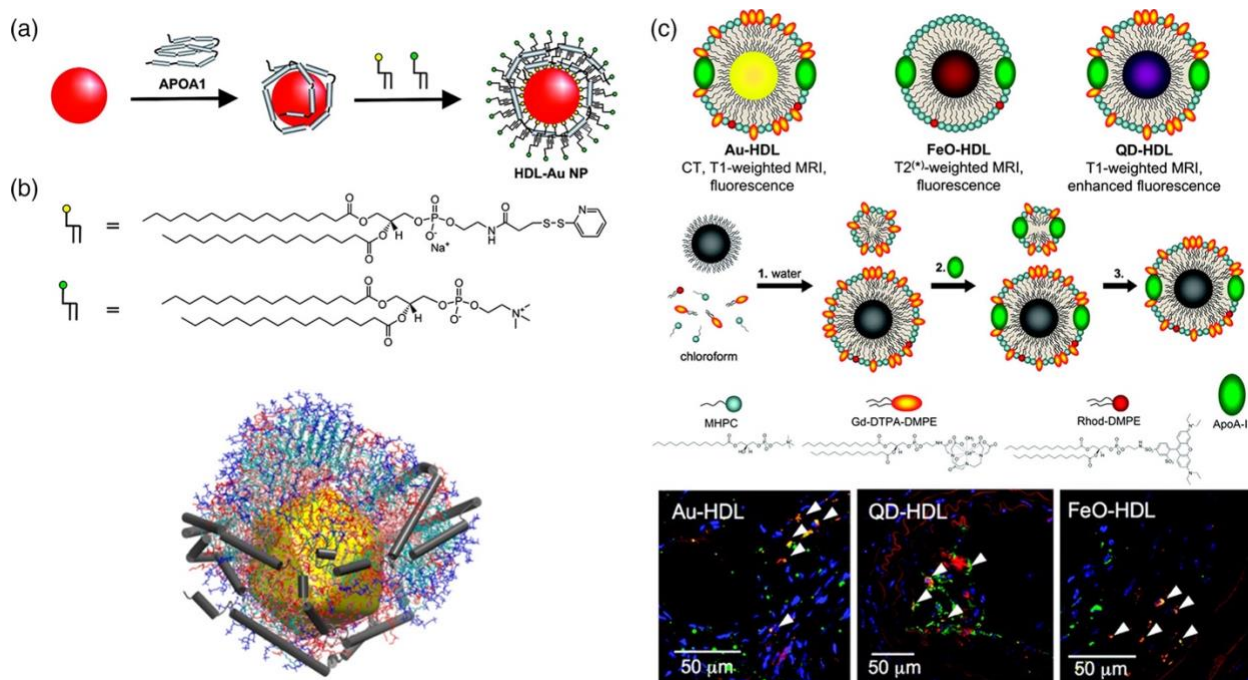 (a)
APOA1
HDL-Au NP
(b)
=
O
O
O
O
H
O
P
O
O-
Na+
O
N
H
O
S-S
N
=
O
O
O
O
H
O
P
O
O-
O
N+
(c)
Au-HDL
CT, T1-weighted MRI,
fluorescence
FeO-HDL
T2(*)-weighted MRI,
fluorescence
QD-HDL
T1-weighted MRI,
enhanced fluorescence
1. water
2.
3.
chloroform
MHPC
Gd-DTPA-DMPE
Rhod-DMPE
ApoA-I
Au-HDL
50 μm
QD-HDL
50 μm
FeO-HDL
50 μm